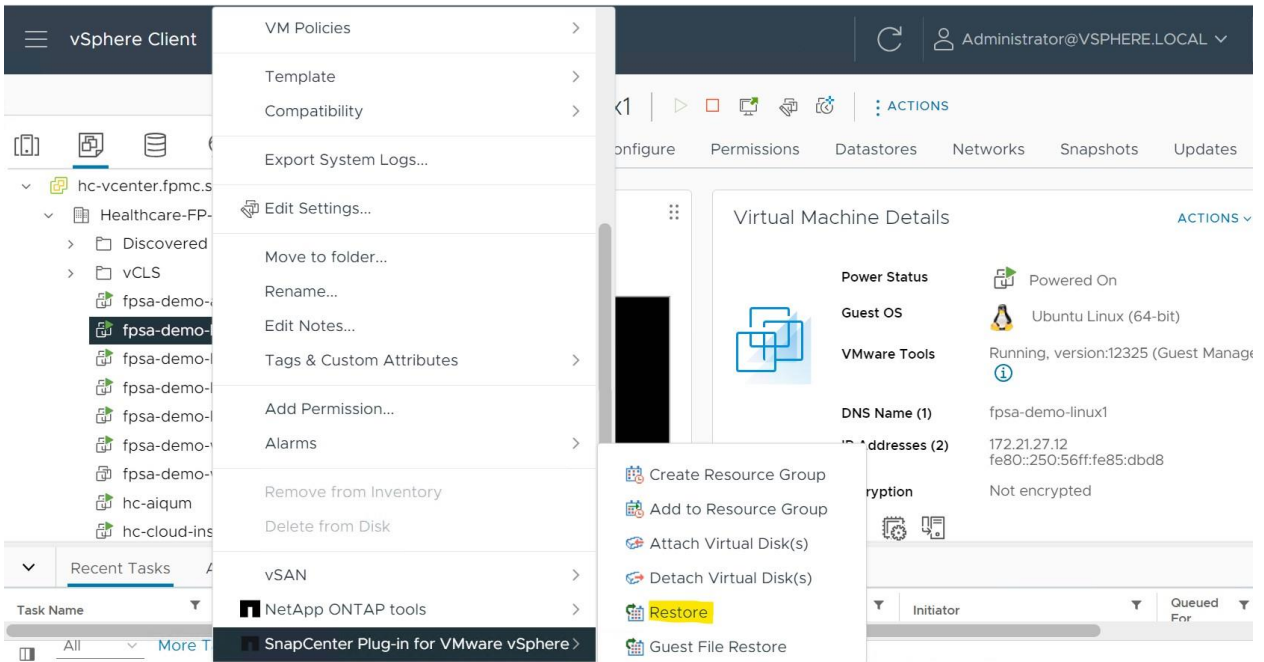 vSphere Client
Administrator@VSPHERE.LOCAL
VM Policies
Template
Compatibility
Export System Logs...
Edit Settings...
Move to folder...
Rename...
Edit Notes...
Tags & Custom Attributes
Add Permission...
Alarms
Remove from Inventory
Delete from Disk
vSAN
NetApp ONTAP tools
SnapCenter Plug-in for VMware vSphere
Create Resource Group
Add to Resource Group
Attach Virtual Disk(s)
Detach Virtual Disk(s)
Restore
Guest File Restore
hc-vcenter.fpmc.s
Healthcare-FP-
Discovered
vCLS
fpsa-demo-
fpsa-demo-
fpsa-demo-
fpsa-demo-
fpsa-demo-
fpsa-demo-
fpsa-demo-
hc-aiqum
hc-cloud-ins
x1
ACTIONS
onfigure Permissions Datastores Networks Snapshots Updates
Virtual Machine Details ACTIONS
Power Status Powered On
Guest OS Ubuntu Linux (64-bit)
VMware Tools Running, version:12325 (Guest Manage
DNS Name (1) fpsa-demo-linux1
Addresses (2) 172.21.27.12
fe80::250:56ff:fe85:dbd8
ryption Not encrypted
Recent Tasks
Task Name Initiator Queued
For
All More T